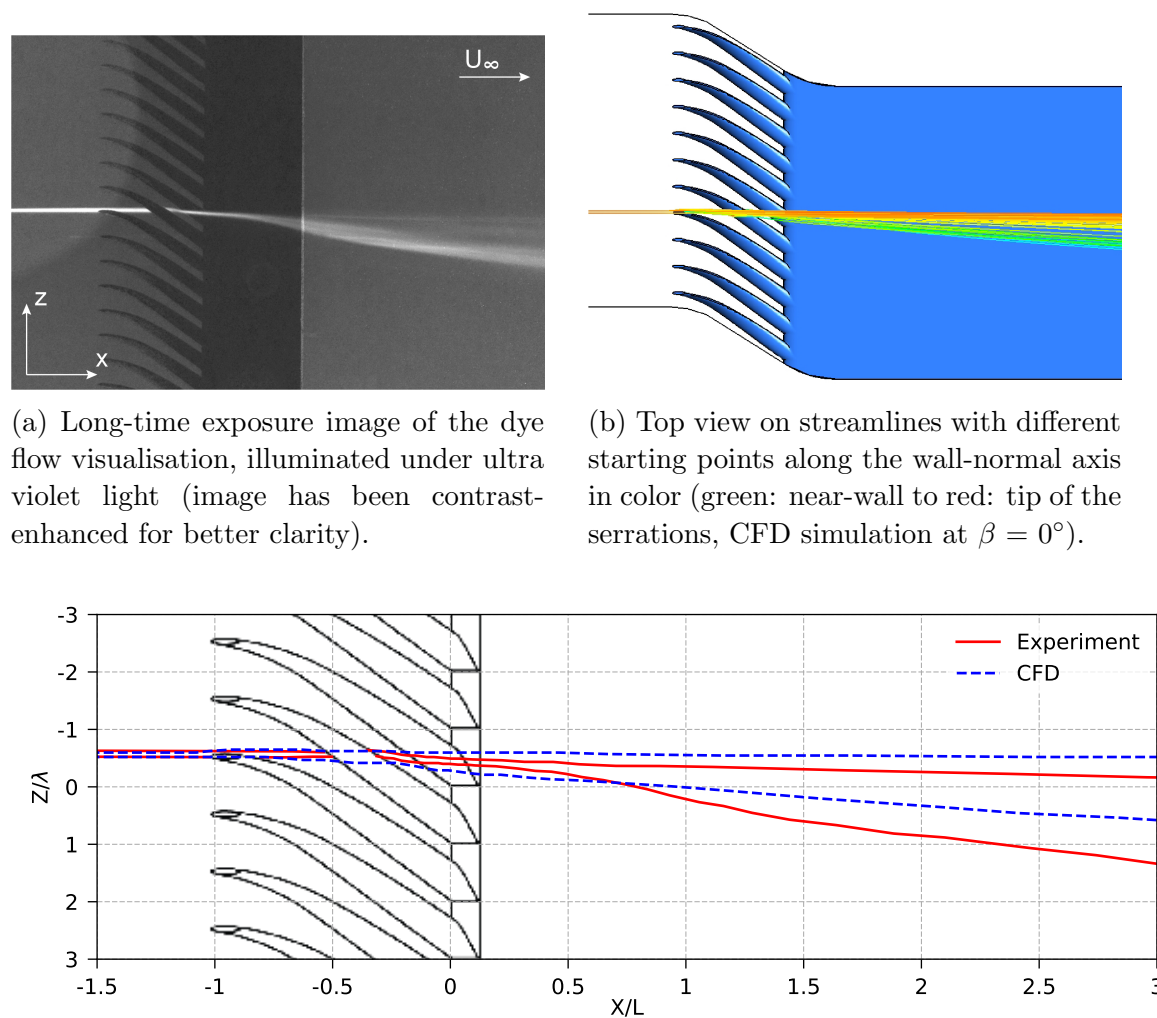 U∞
z
x
(a) Long-time exposure image of the dye
flow visualisation, illuminated under ultra
violet light (image has been contrast-
enhanced for better clarity).
(b) Top view on streamlines with different
starting points along the wall-normal axis
in color (green: near-wall to red: tip of the
serrations, CFD simulation at β = 0°).
-3
-2
-1
0
1
2
3
Z/λ
Experiment
CFD
-1.5 -1 -0.5 0 0.5 1 1.5 2 2.5 3
X/L